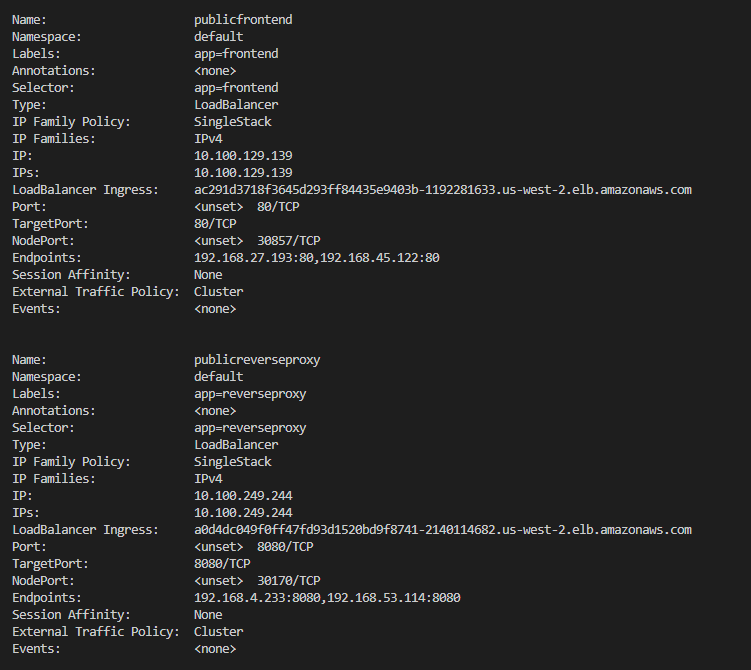 Name: publicfrontend
Namespace: default
Labels: app=frontend
Annotations: <none>
Selector: app=frontend
Type: LoadBalancer
IP Family Policy: SingleStack
IP Families: IPv4
IP: 10.100.129.139
IPs: 10.100.129.139
LoadBalancer Ingress: ac291d3718f3645d293ff84435e9403b-1192281633.us-west-2.elb.amazonaws.com
Port: <unset> 80/TCP
TargetPort: 80/TCP
NodePort: <unset> 30857/TCP
Endpoints: 192.168.27.193:80,192.168.45.122:80
Session Affinity: None
External Traffic Policy: Cluster
Events: <none>
Name: publicreverseproxy
Namespace: default
Labels: app=reverseproxy
Annotations: <none>
Selector: app=reverseproxy
Type: LoadBalancer
IP Family Policy: SingleStack
IP Families: IPv4
IP: 10.100.249.244
IPs: 10.100.249.244
LoadBalancer Ingress: a0d4dc049f0ff47fd93d1520bd9f8741-2140114682.us-west-2.elb.amazonaws.com
Port: <unset> 8080/TCP
TargetPort: 8080/TCP
NodePort: <unset> 30170/TCP
Endpoints: 192.168.4.233:8080,192.168.53.114:8080
Session Affinity: None
External Traffic Policy: Cluster
Events: <none>